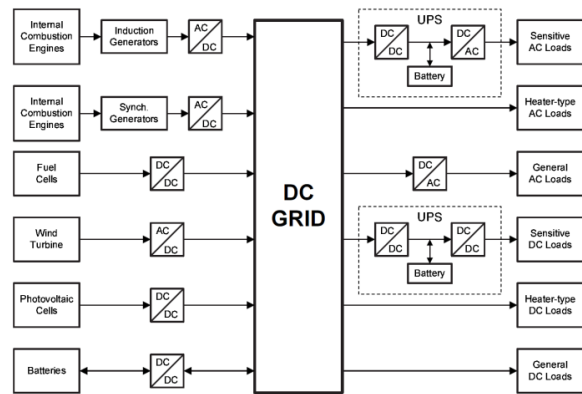 Internal
Combustion
Engines
Induction
Generators
AC
DC
Internal
Combustion
Engines
Synch.
Generators
AC
DC
Fuel
Cells
DC
DC
Wind
Turbine
AC
DC
Photovoltaic
Cells
DC
DC
Batteries
DC
DC
DC
GRID
UPS
DC
DC
DC
AC
Battery
Sensitive
AC Loads
Heater-type
AC Loads
DC
AC
General
AC Loads
UPS
DC
DC
DC
DC
Battery
Sensitive
DC Loads
Heater-type
DC Loads
General
DC Loads